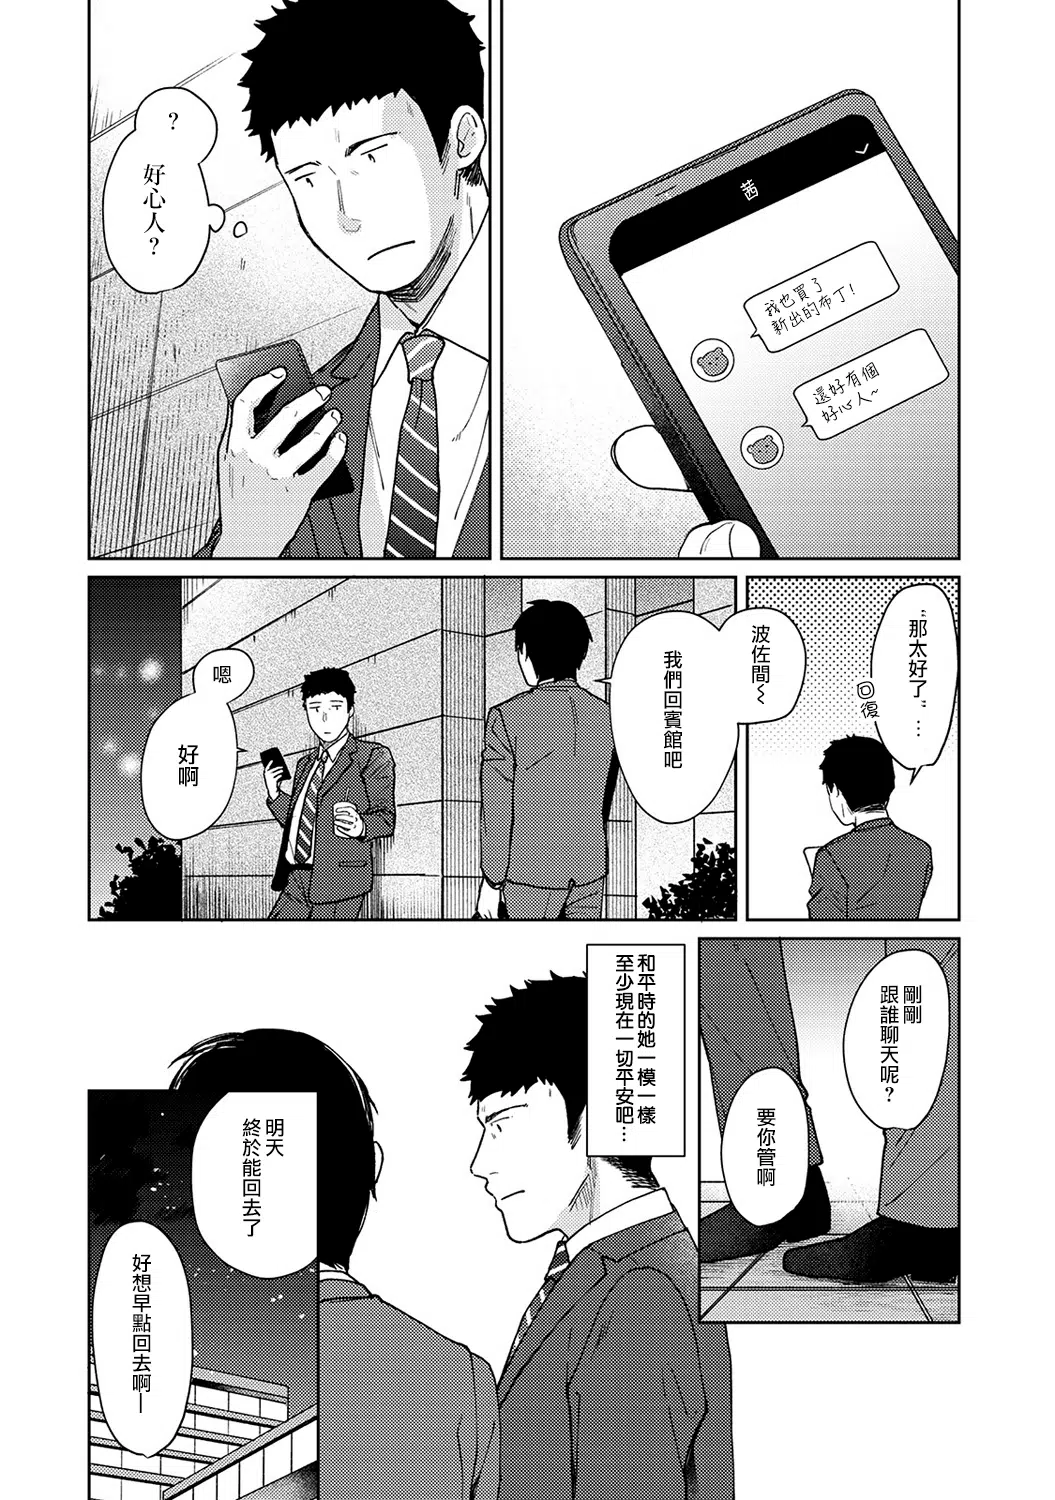 茜
我也買了
新出的布丁!
還好有個
好心人~
?
好心人?
“那太好了”…
回復
波佐間~
我們回賓館吧
嗯
好啊
剛剛
跟誰聊天呢?
要你管啊
和平時的她一模一樣
至少現在一切平安吧…
明天
終於能回去了
好想早點回去啊—